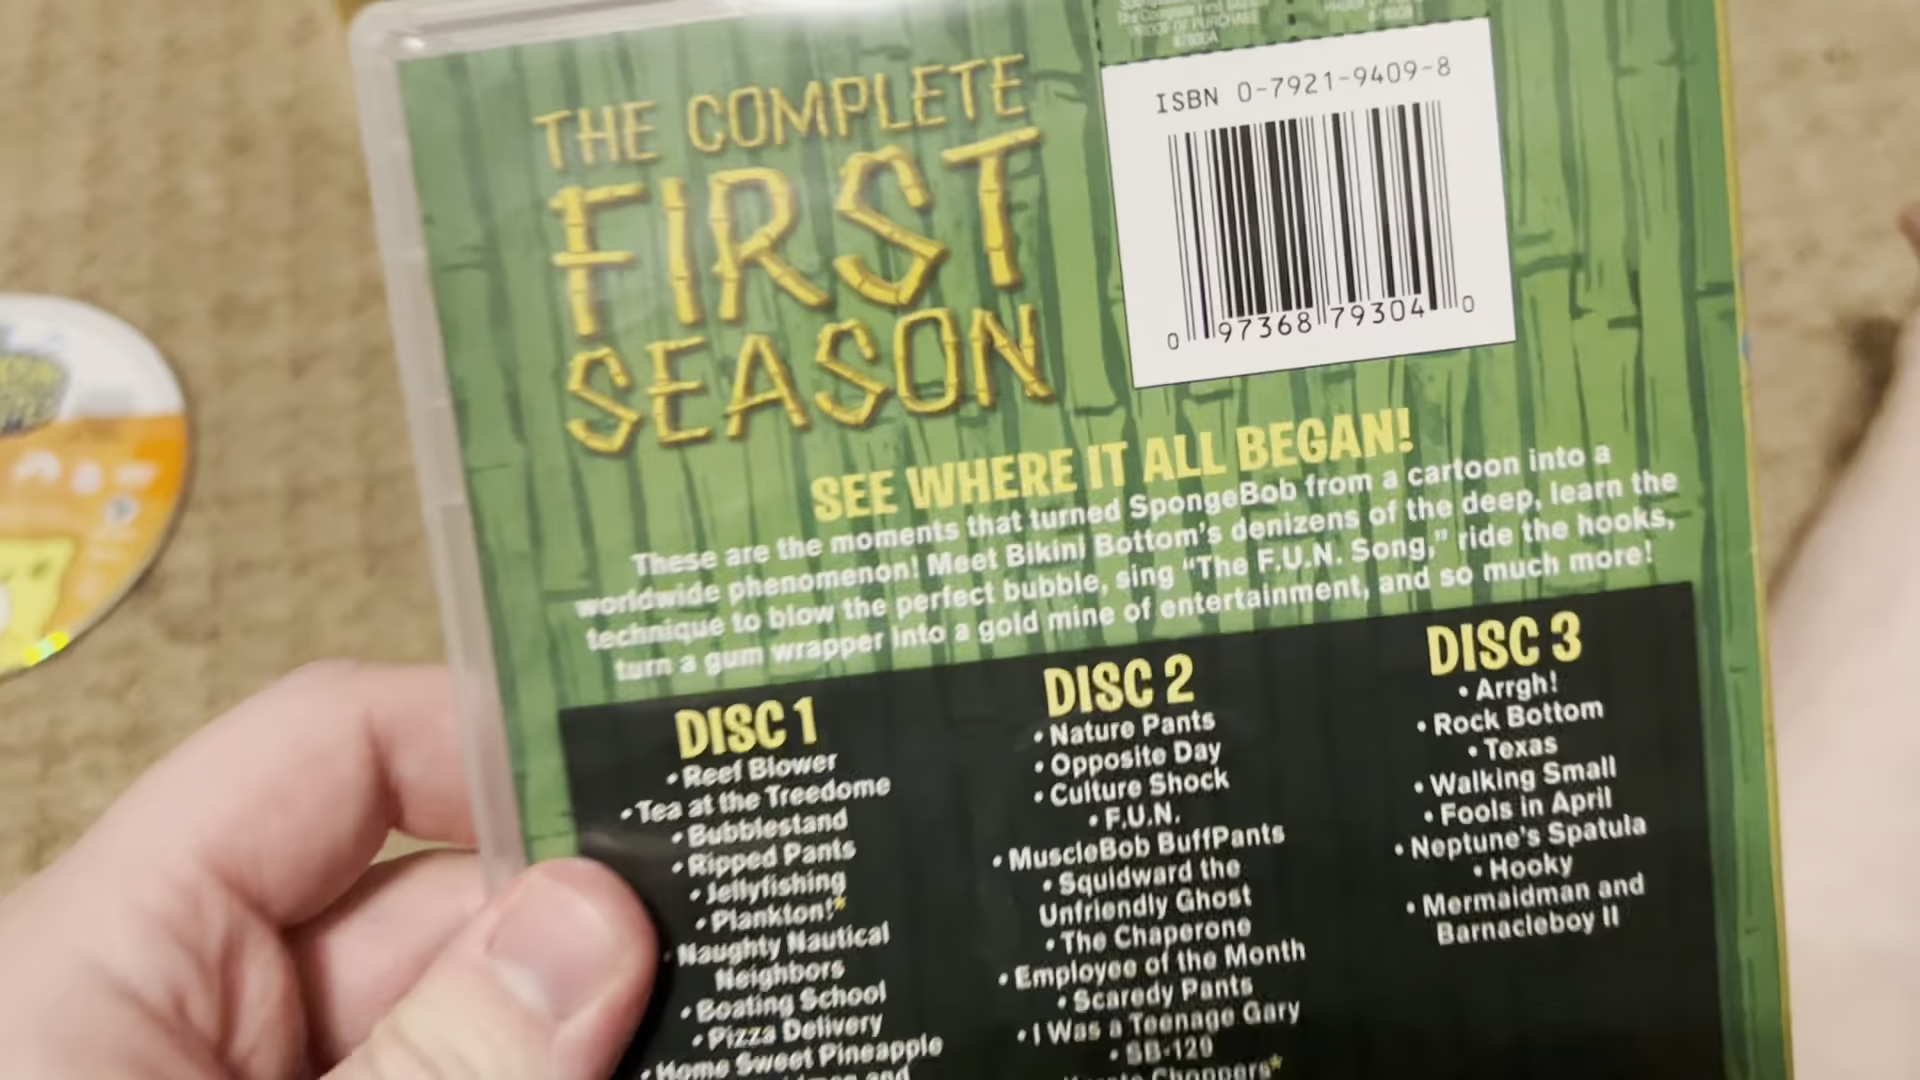 PROOF OF PURCHASE
THE COMPLETE
FIRST
SEASON
ISBN 0-7921-9409-8
0 97368 79304 0
SEE WHERE IT ALL BEGAN!
These are the moments that turned SpongeBob from a cartoon into a
worldwide phenomenon! Meet Bikini Bottom's denizens of the deep, learn the
technique to blow the perfect bubble, sing "The F.U.N. Song," ride the hooks,
turn a gum wrapper into a gold mine of entertainment, and so much more!
DISC 1
• Reef Blower
• Tea at the Treedome
• Bubblestand
• Ripped Pants
• Jellyfishing
• Plankton!*
Naughty Nautical
Neighbors
• Boating School
• Pizza Delivery
• Home Sweet Pineapple
and
DISC 2
• Nature Pants
• Opposite Day
• Culture Shock
• F.U.N.
• MuscleBob BuffPants
• Squidward the
Unfriendly Ghost
• The Chaperone
• Employee of the Month
• Scaredy Pants
• I Was a Teenage Gary
• SB-129
Karate Choppers*
DISC 3
• Arrgh!
• Rock Bottom
• Texas
• Walking Small
• Fools in April
• Neptune's Spatula
• Hooky
• Mermaidman and
Barnacleboy II